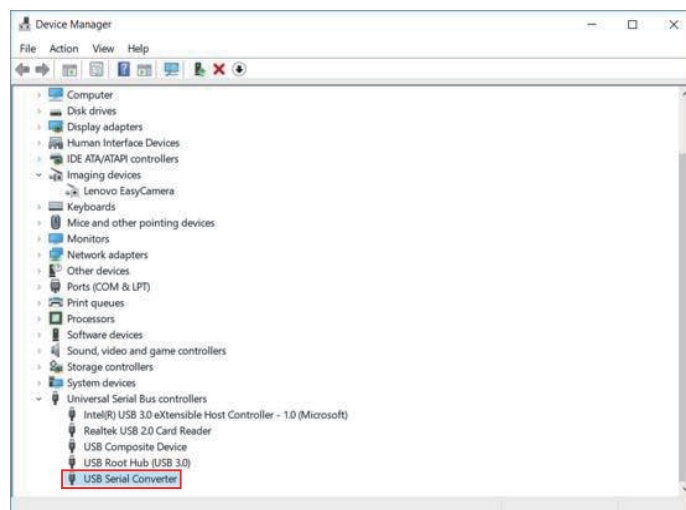 Device Manager
File Action View Help
Computer
Disk drives
Display adapters
Human Interface Devices
IDE ATA/ATAPI controllers
Imaging devices
Lenovo EasyCamera
Keyboards
Mice and other pointing devices
Monitors
Network adapters
Other devices
Ports (COM & LPT)
Print queues
Processors
Software devices
Sound, video and game controllers
Storage controllers
System devices
Universal Serial Bus controllers
Intel(R) USB 3.0 eXtensible Host Controller - 1.0 (Microsoft)
Realtek USB 2.0 Card Reader
USB Composite Device
USB Root Hub (USB 3.0)
USB Serial Converter